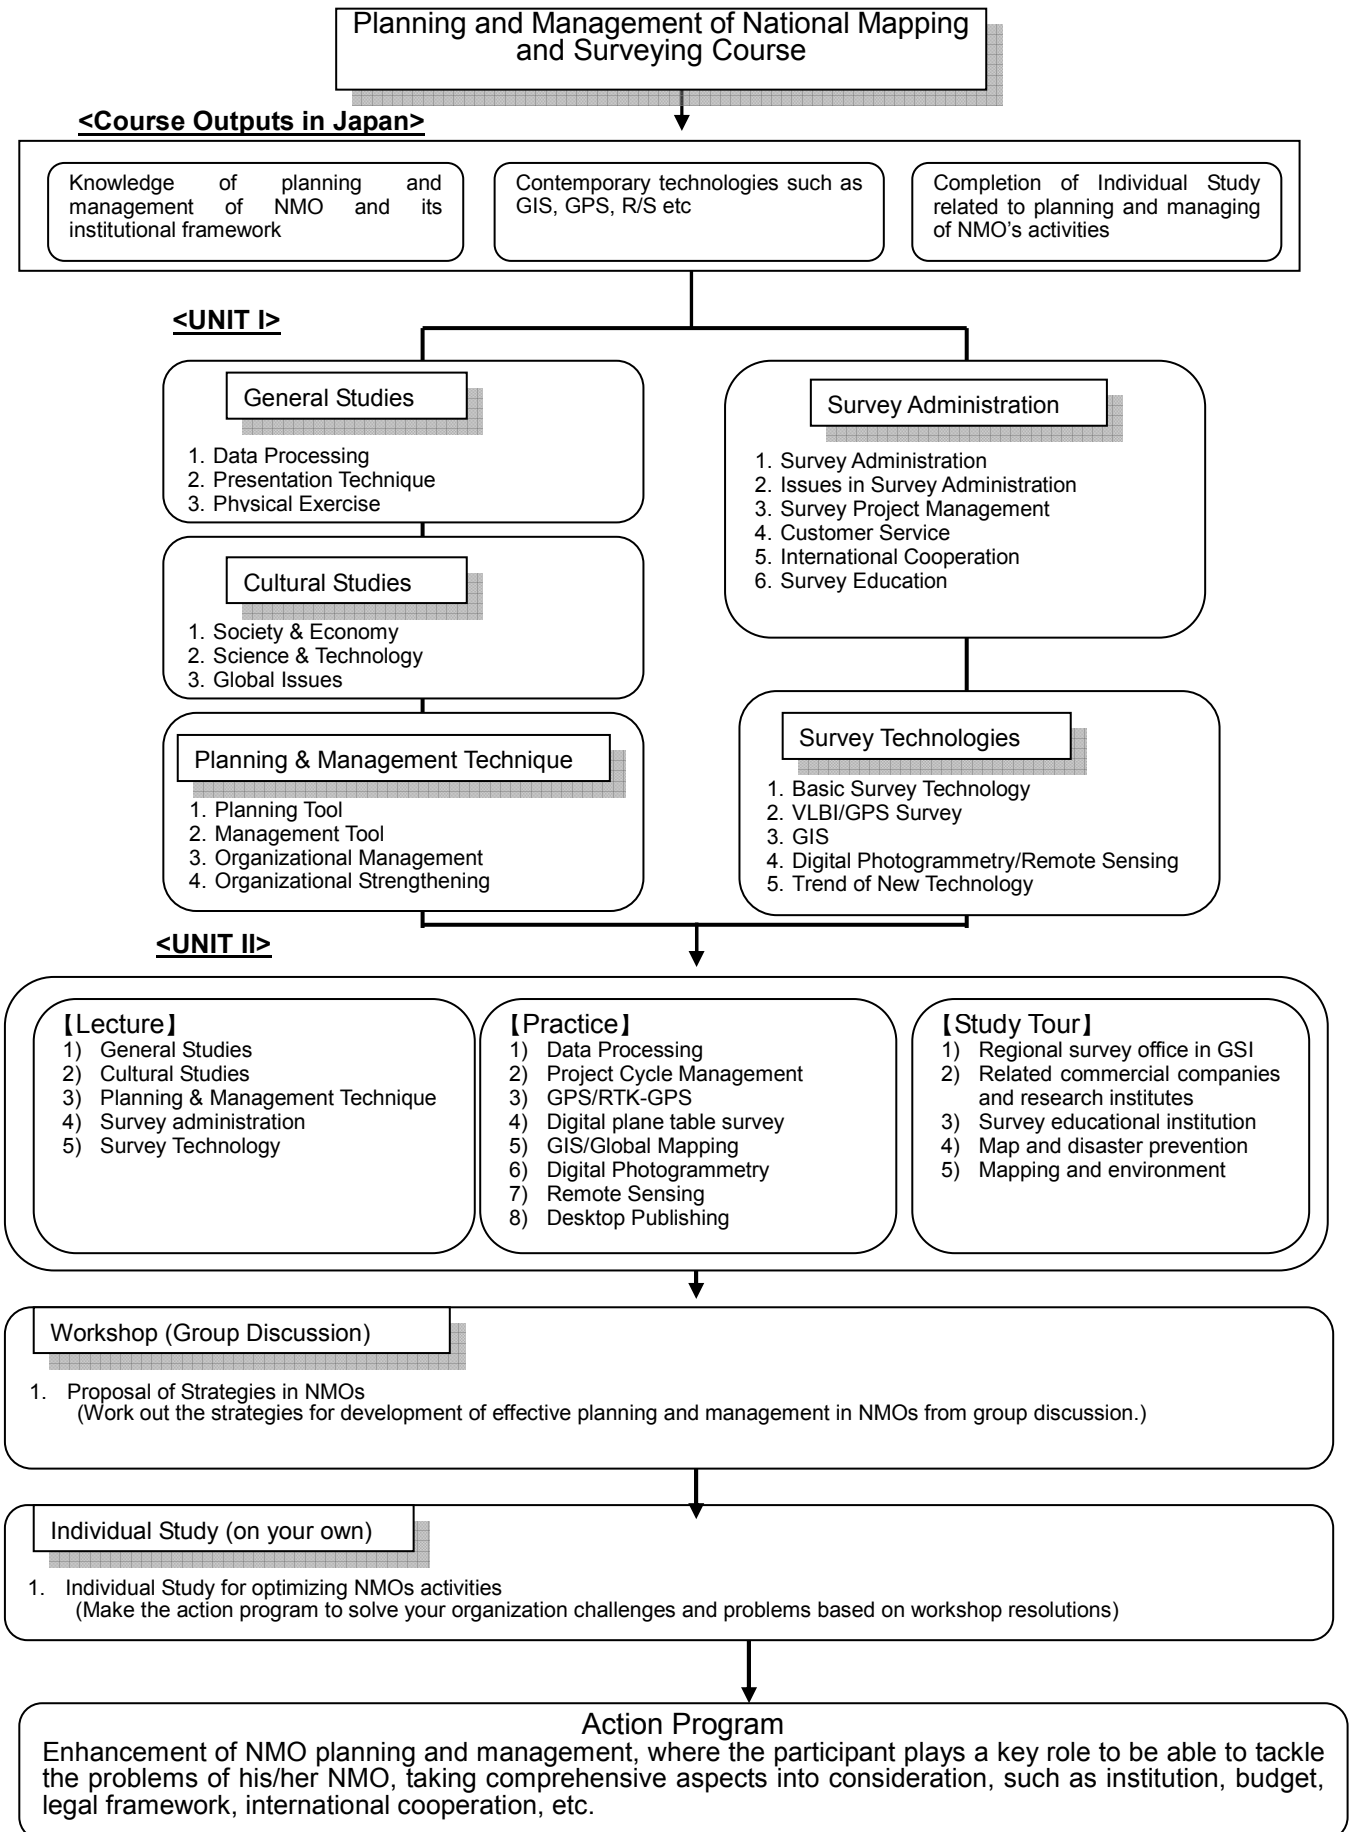 Planning and Management of National Mapping
and Surveying Course
<Course Outputs in Japan>
Knowledge of planning and
management of NMO and its
institutional framework
Contemporary technologies such as
GIS, GPS, R/S etc
Completion of Individual Study
related to planning and managing
of NMO’s activities
<UNIT I>
General Studies
1. Data Processing
2. Presentation Technique
3. Physical Exercise
Cultural Studies
1. Society & Economy
2. Science & Technology
3. Global Issues
Planning & Management Technique
1. Planning Tool
2. Management Tool
3. Organizational Management
4. Organizational Strengthening
Survey Administration
1. Survey Administration
2. Issues in Survey Administration
3. Survey Project Management
4. Customer Service
5. International Cooperation
6. Survey Education
Survey Technologies
1. Basic Survey Technology
2. VLBI/GPS Survey
3. GIS
4. Digital Photogrammetry/Remote Sensing
5. Trend of New Technology
<UNIT II>
【Lecture】
1) General Studies
2) Cultural Studies
3) Planning & Management Technique
4) Survey administration
5) Survey Technology
【Practice】
1) Data Processing
2) Project Cycle Management
3) GPS/RTK-GPS
4) Digital plane table survey
5) GIS/Global Mapping
6) Digital Photogrammetry
7) Remote Sensing
8) Desktop Publishing
【Study Tour】
1) Regional survey office in GSI
2) Related commercial companies
and research institutes
3) Survey educational institution
4) Map and disaster prevention
5) Mapping and environment
Workshop (Group Discussion)
1. Proposal of Strategies in NMOs
(Work out the strategies for development of effective planning and management in NMOs from group discussion.)
Individual Study (on your own)
1. Individual Study for optimizing NMOs activities
(Make the action program to solve your organization challenges and problems based on workshop resolutions)
Action Program
Enhancement of NMO planning and management, where the participant plays a key role to be able to tackle
the problems of his/her NMO, taking comprehensive aspects into consideration, such as institution, budget,
legal framework, international cooperation, etc.